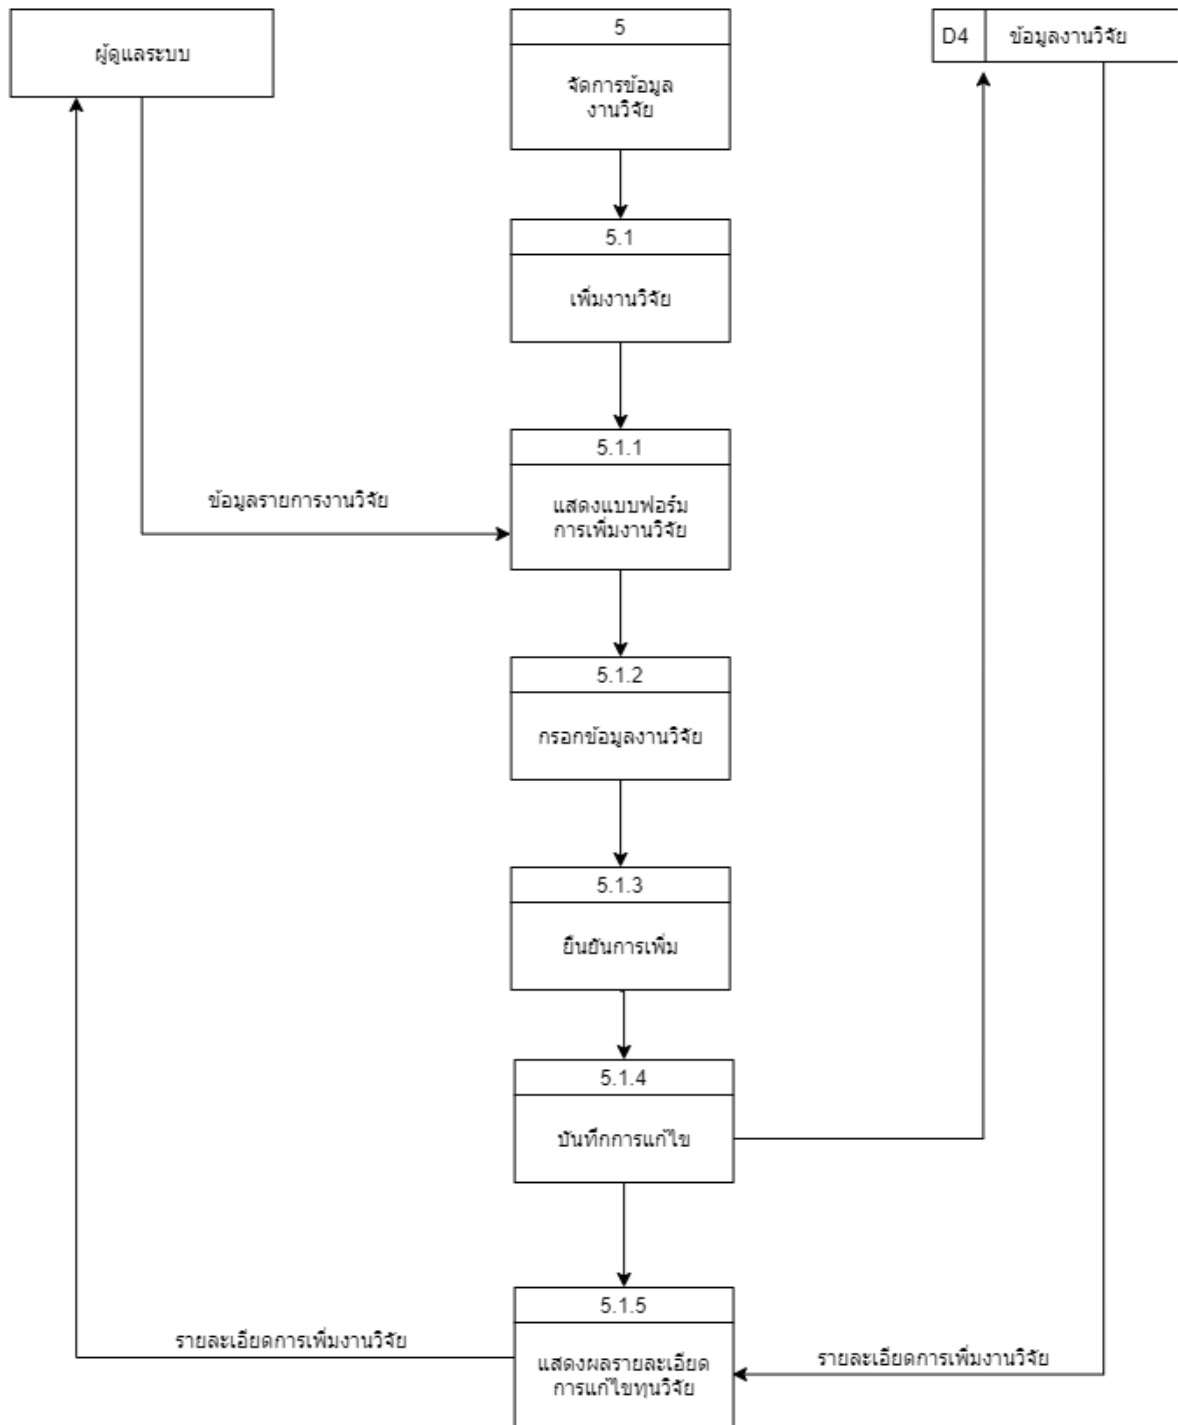 ผู้ดูแลระบบ
5
จัดการข้อมูล
งานวิจัย
D4
ข้อมูลงานวิจัย
5.1
เพิ่มงานวิจัย
5.1.1
แสดงแบบฟอร์ม
การเพิ่มงานวิจัย
ข้อมูลรายการงานวิจัย
5.1.2
กรอกข้อมูลงานวิจัย
5.1.3
ยืนยันการเพิ่ม
5.1.4
บันทึกการแก้ไข
5.1.5
แสดงผลรายละเอียด
การแก้ไขทุนวิจัย
รายละเอียดการเพิ่มงานวิจัย
รายละเอียดการเพิ่มงานวิจัย